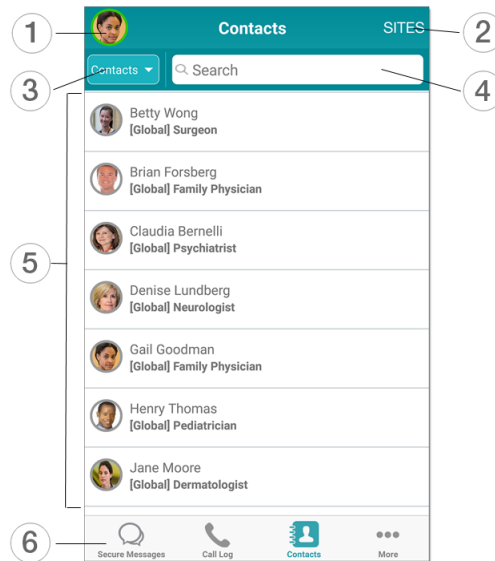 1
Contacts
SITES
2
3
Contacts
Search
4
Betty Wong
[Global] Surgeon
Brian Forsberg
[Global] Family Physician
Claudia Bernelli
[Global] Psychiatrist
5
Denise Lundberg
[Global] Neurologist
Gail Goodman
[Global] Family Physician
Henry Thomas
[Global] Pediatrician
Jane Moore
[Global] Dermatologist
6
Secure Messages
Call Log
Contacts
More